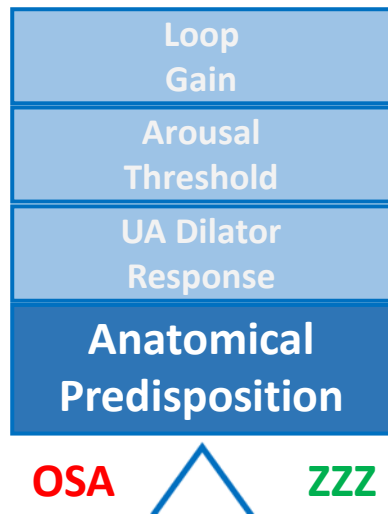 Loop
Gain
Arousal
Threshold
UA Dilator
Response
Anatomical
Predisposition
OSA ZZZ